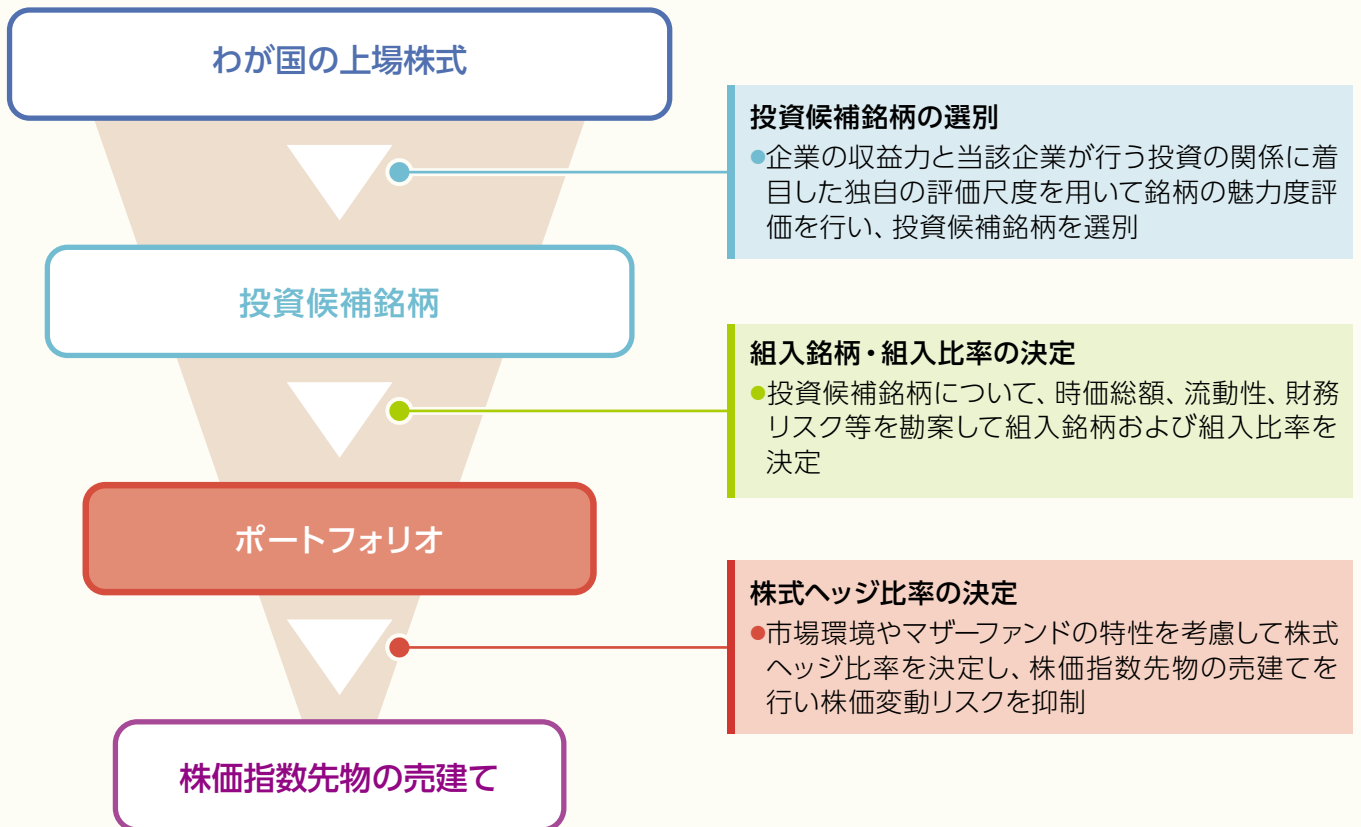 わが国の上場株式
投資候補銘柄の選別
●企業の収益力と当該企業が行う投資の関係に着
目した独自の評価尺度を用いて銘柄の魅力度評
価を行い、投資候補銘柄を選別
投資候補銘柄
組入銘柄・組入比率の決定
●投資候補銘柄について、時価総額、流動性、財務
リスク等を勘案して組入銘柄および組入比率を
決定
ポートフォリオ
株式ヘッジ比率の決定
●市場環境やマザーファンドの特性を考慮して株式
ヘッジ比率を決定し、株価指数先物の売建てを
行い株価変動リスクを抑制
株価指数先物の売建て